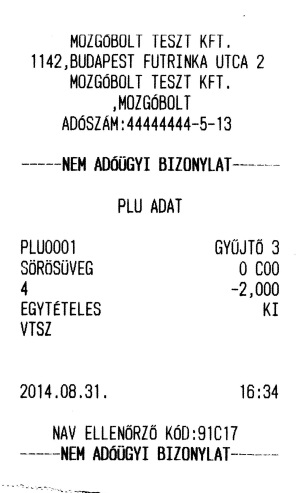 MOZGÓBOLT TESZT KFT.
1142,BUDAPEST FUTRINKA UTCA 2
MOZGÓBOLT TESZT KFT.
,MOZGÓBOLT
ADÓSZÁM:44444444-5-13
-----NEM ADÓÜGYI BIZONYLAT------
PLU ADAT
PLU0001 GYŰJTŐ 3
SÖRÖSÜVEG 0 C00
4 -2,000
EGYTÉTELES KI
VTSZ
2014.08.31. 16:34
NAV ELLENŐRZŐ KÓD:91C17
-----NEM ADÓÜGYI BIZONYLAT------